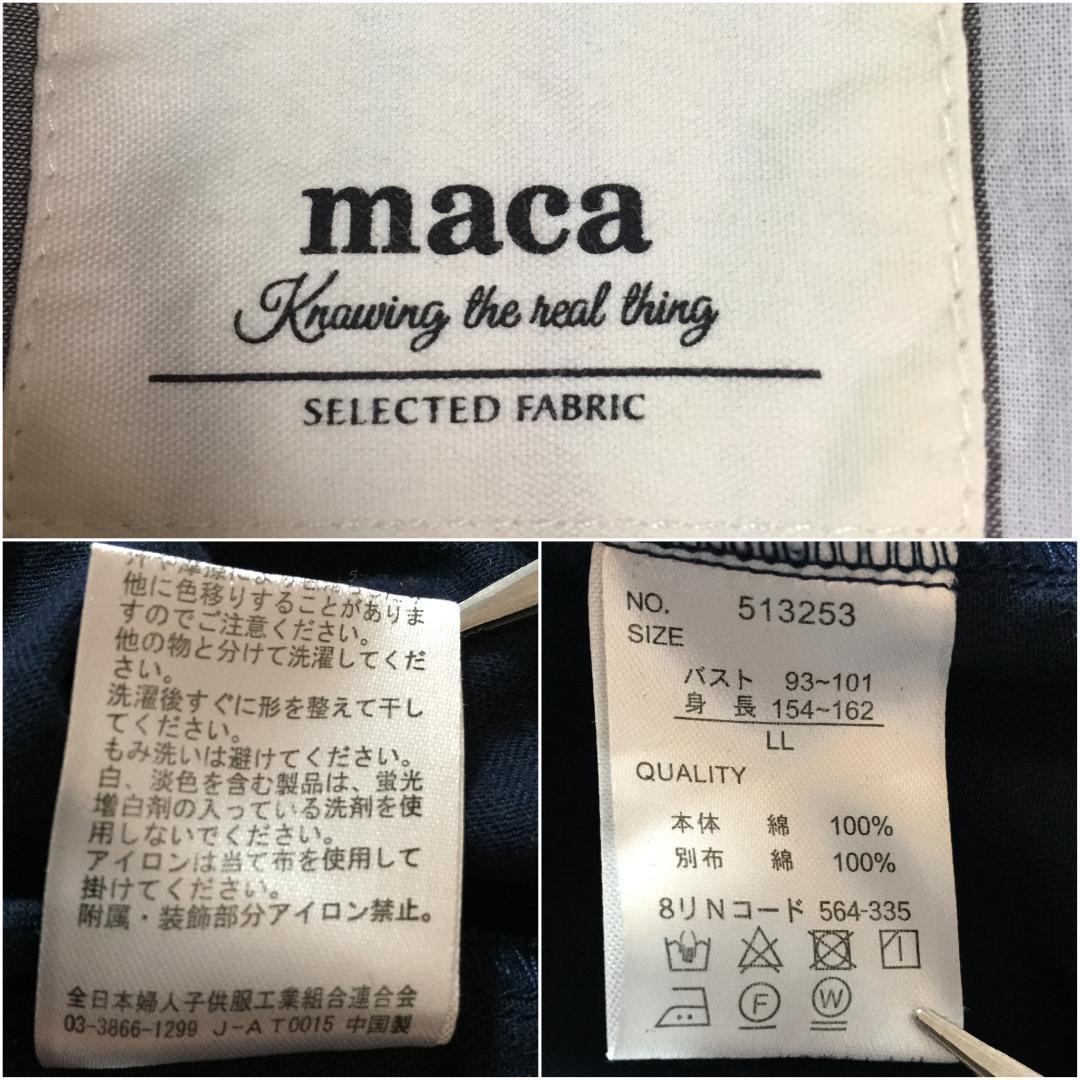 maca
Knawing the real thing
SELECTED FABRIC
他に色移りすることがありま
すのでご注意ください。
他の物と分けて洗濯してくだ
さい。
洗濯後すぐに形を整えて干し
てください。
もみ洗いは避けてください。
白、淡色を含む製品は、蛍光
増白剤の入っている洗剤を使
用しないでください。
アイロンは当て布を使用して
掛けてください。
附属・装飾部分アイロン禁止。
全日本婦人子供服工業組合連合会
03-3866-1299 J-AT0015 中国製
NO. 513253
SIZE
バスト 93~101
身長 154~162
LL
QUALITY
本体 綿 100%
別布 綿 100%
8リNコード 564-335
F
W